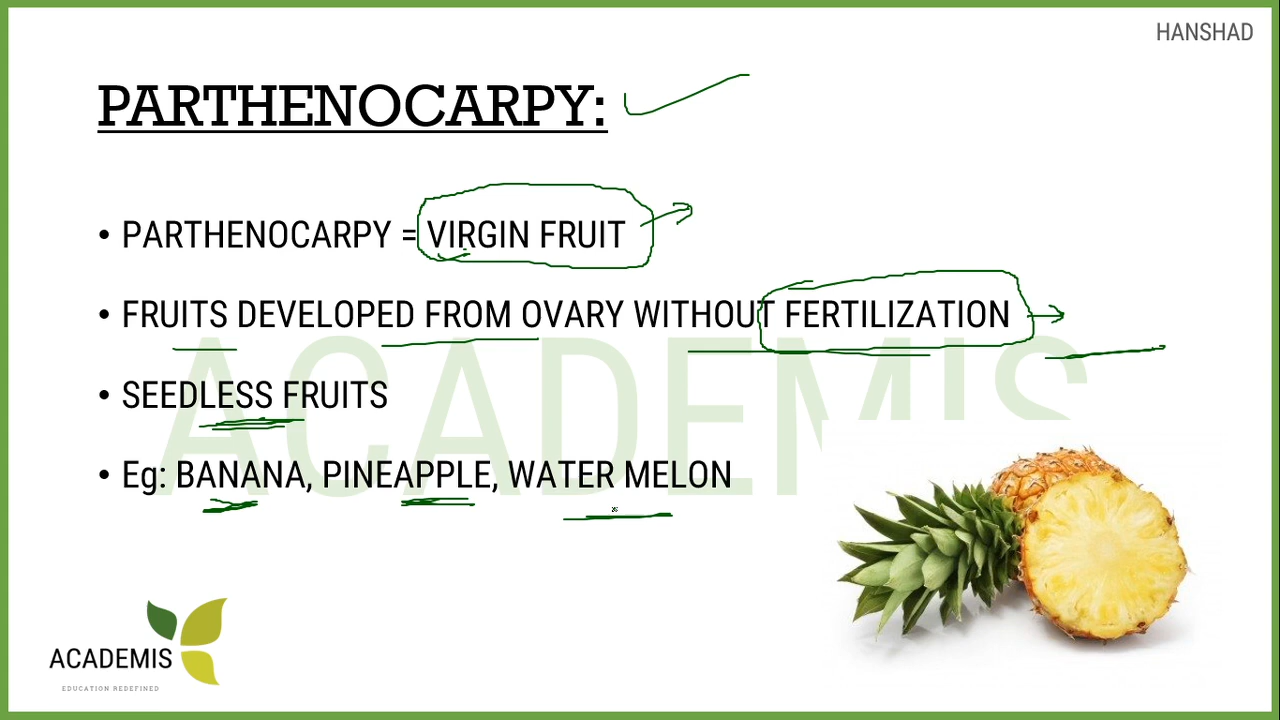 HANSHAD
PARTHENOCARPY:
• PARTHENOCARPY = VIRGIN FRUIT
• FRUITS DEVELOPED FROM OVARY WITHOUT FERTILIZATION
• SEEDLESS FRUITS
• Eg: BANANA, PINEAPPLE, WATER MELON
ACADEMIS
ACADEMIS
EDUCATION REDEFINED